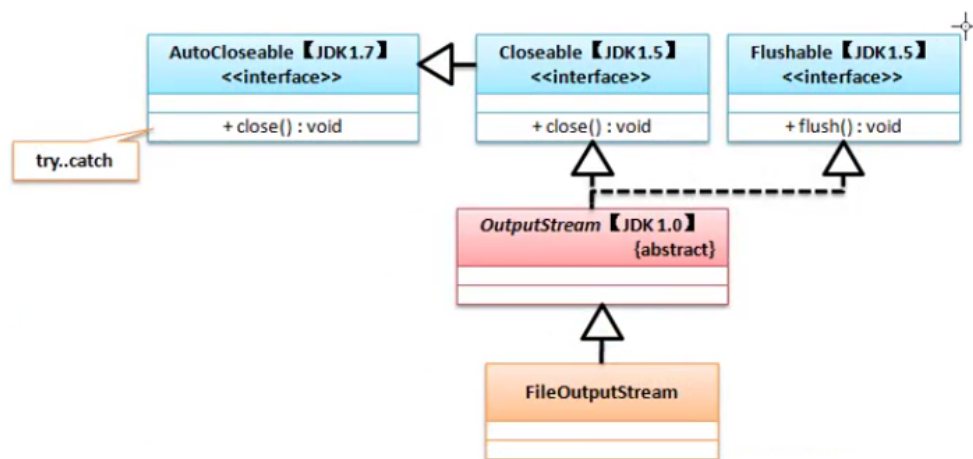 AutoCloseable【JDK1.7】
<<interface>>
+ close() : void
Closeable【JDK1.5】
<<interface>>
+ close() : void
Flushable【JDK1.5】
<<interface>>
+ flush() : void
try..catch
OutputStream【JDK 1.0】
{abstract}
FileOutputStream